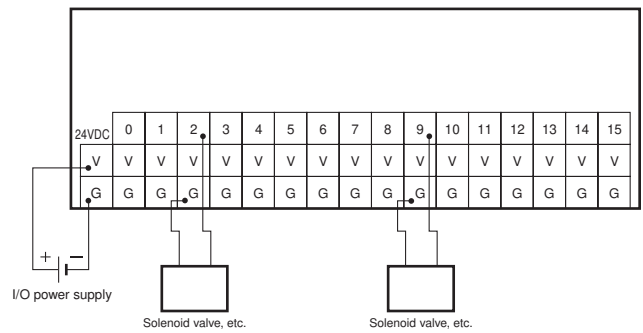 24VDC 0 1 2 3 4 5 6 7 8 9 10 11 12 13 14 15
V V V V V V V V V V V V V V V V V
G G G G G G G G G G G G G G G G G
+ −
I/O power supply
Solenoid valve, etc. Solenoid valve, etc.